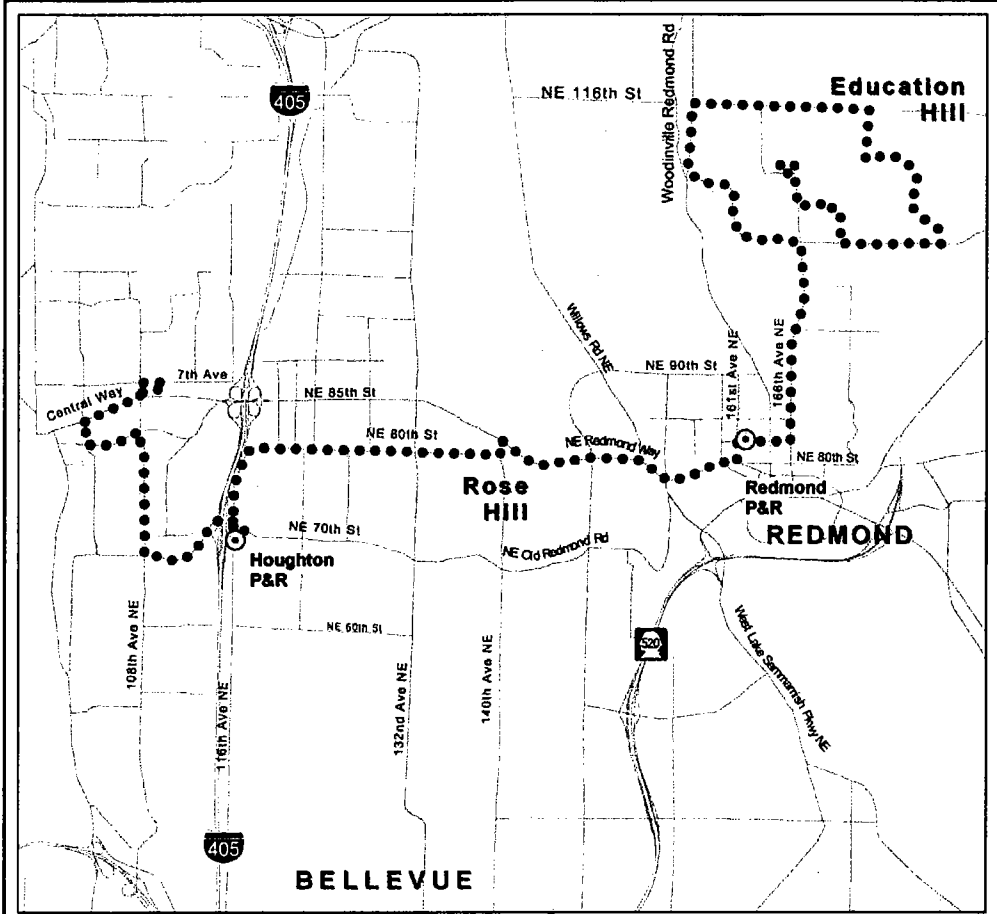 405
NE 116th St
Woodinville Redmond Rd
Education
Hill
Willows Rd NE
161st Ave NE
166th Ave NE
7th Ave
Central Way
NE 85th St
NE 90th St
NE 80th St
NE Redmond Way
NE 80th St
Rose
Hill
Redmond
P&R
REDMOND
NE 70th St
NE Old Redmond Rd
Houghton
P&R
NE 60th St
520
West Lake Sammamish Pkwy NE
108th Ave NE
116th Ave NE
132nd Ave NE
140th Ave NE
405
BELLEVUE